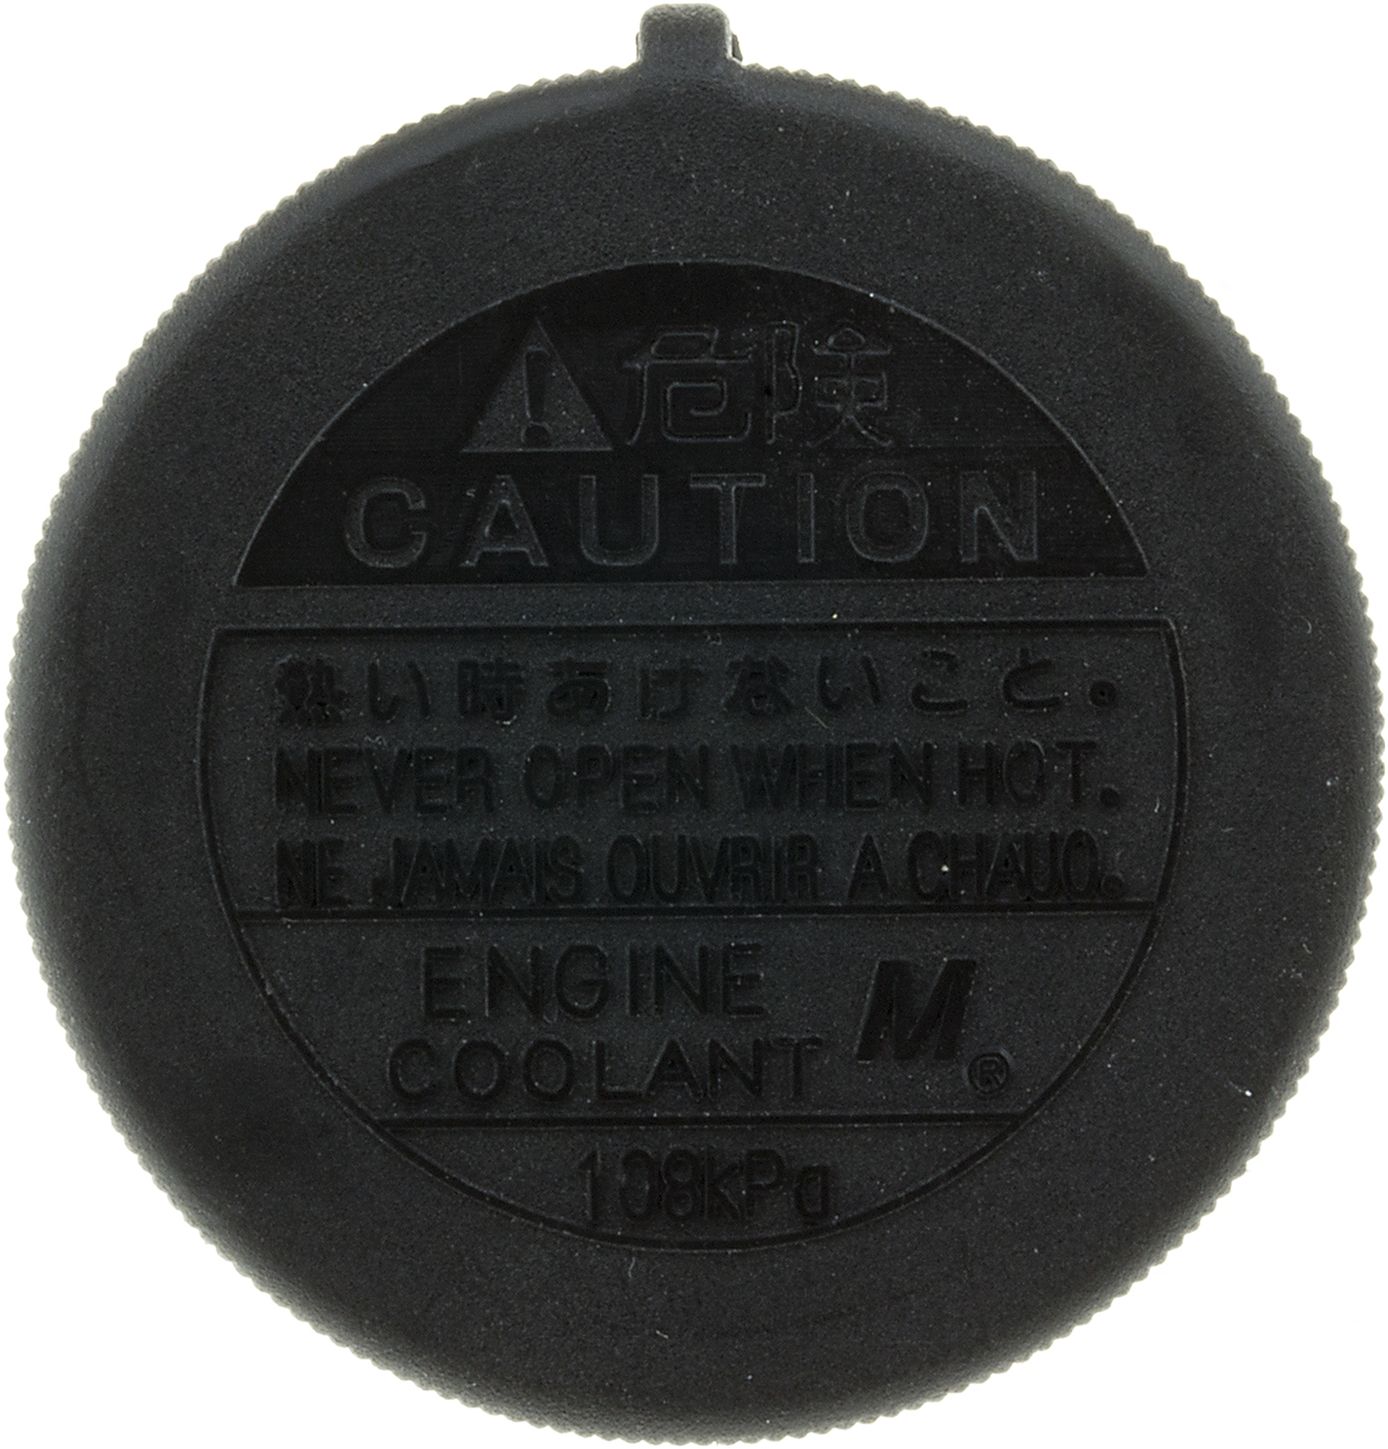 危険
CAUTION
熱い時あけないこと。
NEVER OPEN WHEN HOT.
NE JAMAIS OUVRIR A CHAUD.
ENGINE
COOLANT M®
108kPa